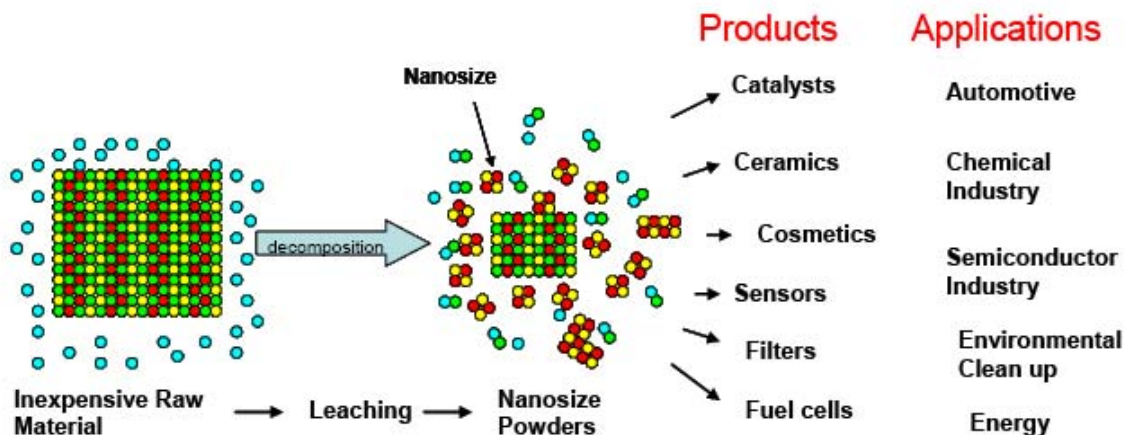 Products
Applications
Nanosize
Catalysts
Automotive
Ceramics
Chemical
Industry
decomposition
Cosmetics
Semiconductor
Industry
Sensors
Filters
Environmental
Clean up
Inexpensive Raw
Material
Leaching
Nanosize
Powders
Fuel cells
Energy